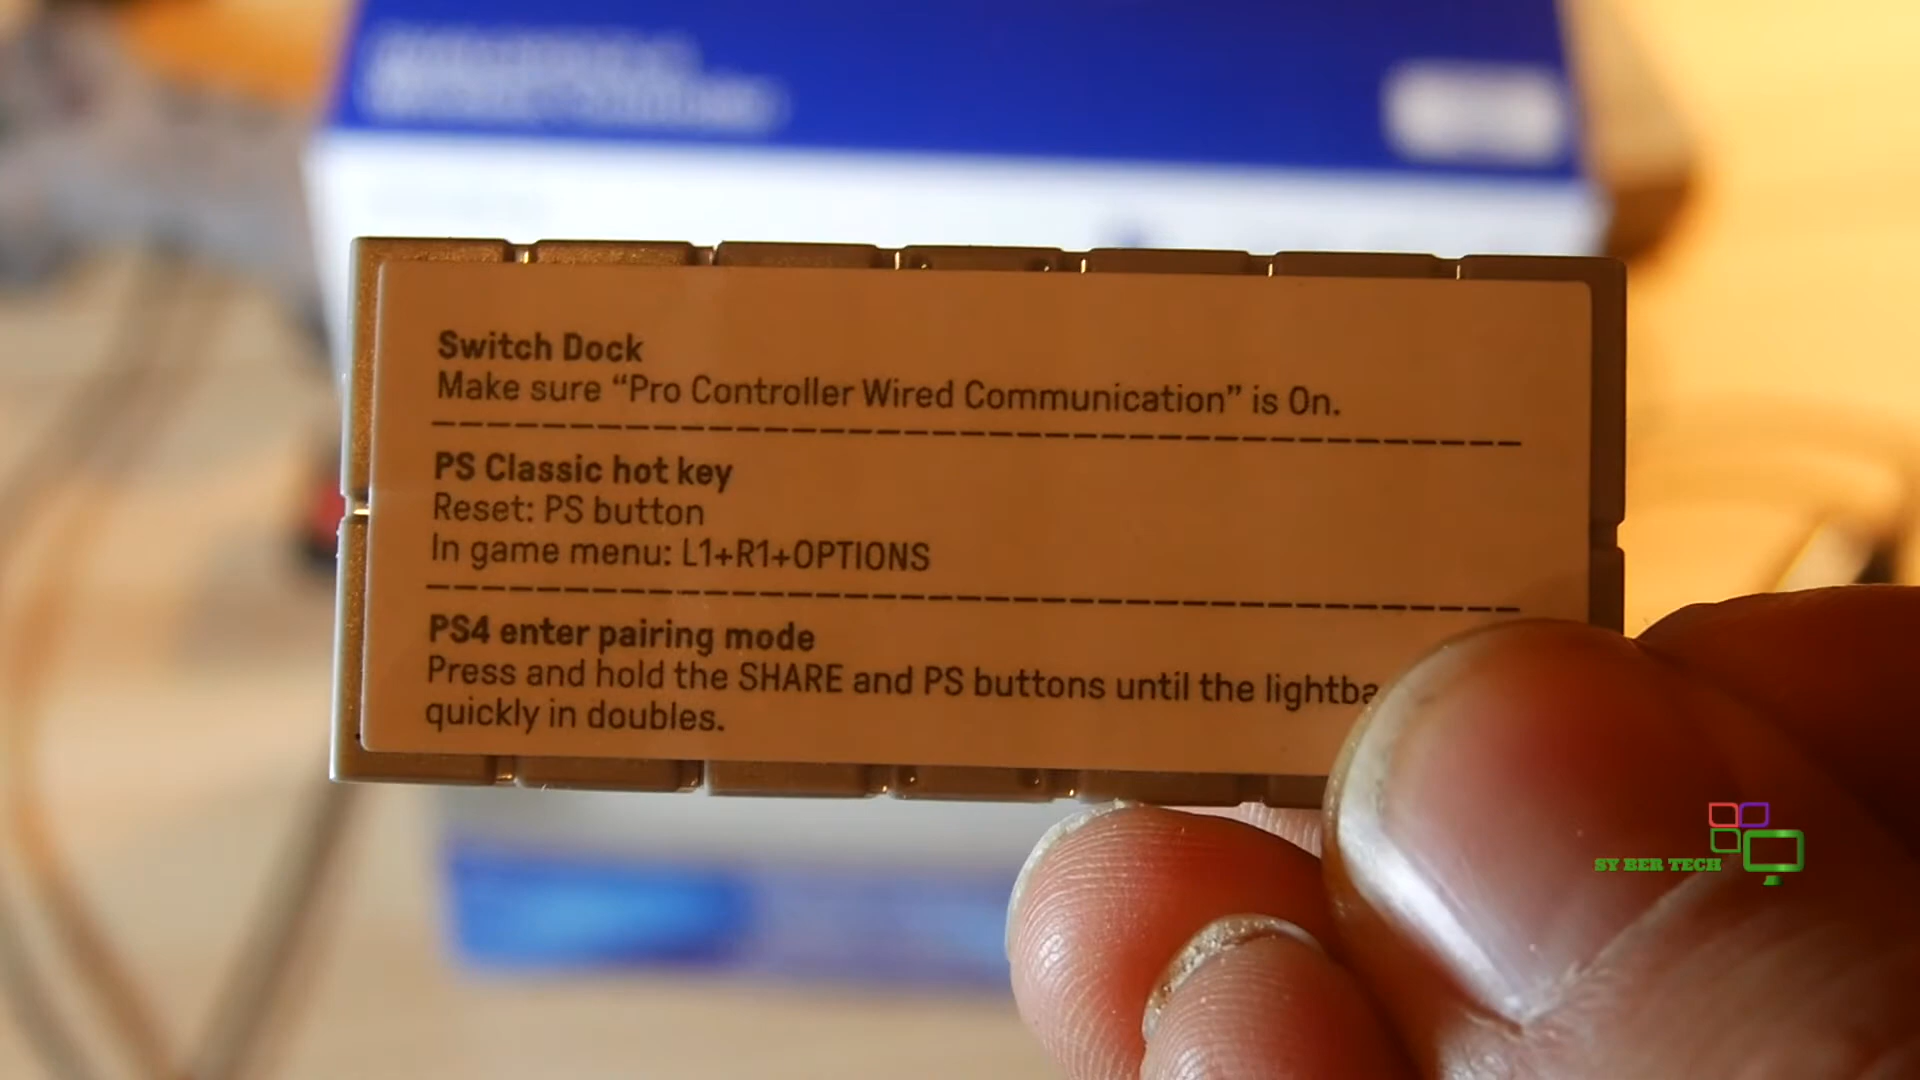 Switch Dock
Make sure “Pro Controller Wired Communication” is On.
PS Classic hot key
Reset: PS button
In game menu: L1+R1+OPTIONS
PS4 enter pairing mode
Press and hold the SHARE and PS buttons until the
quickly in doubles.
SY BER TECH